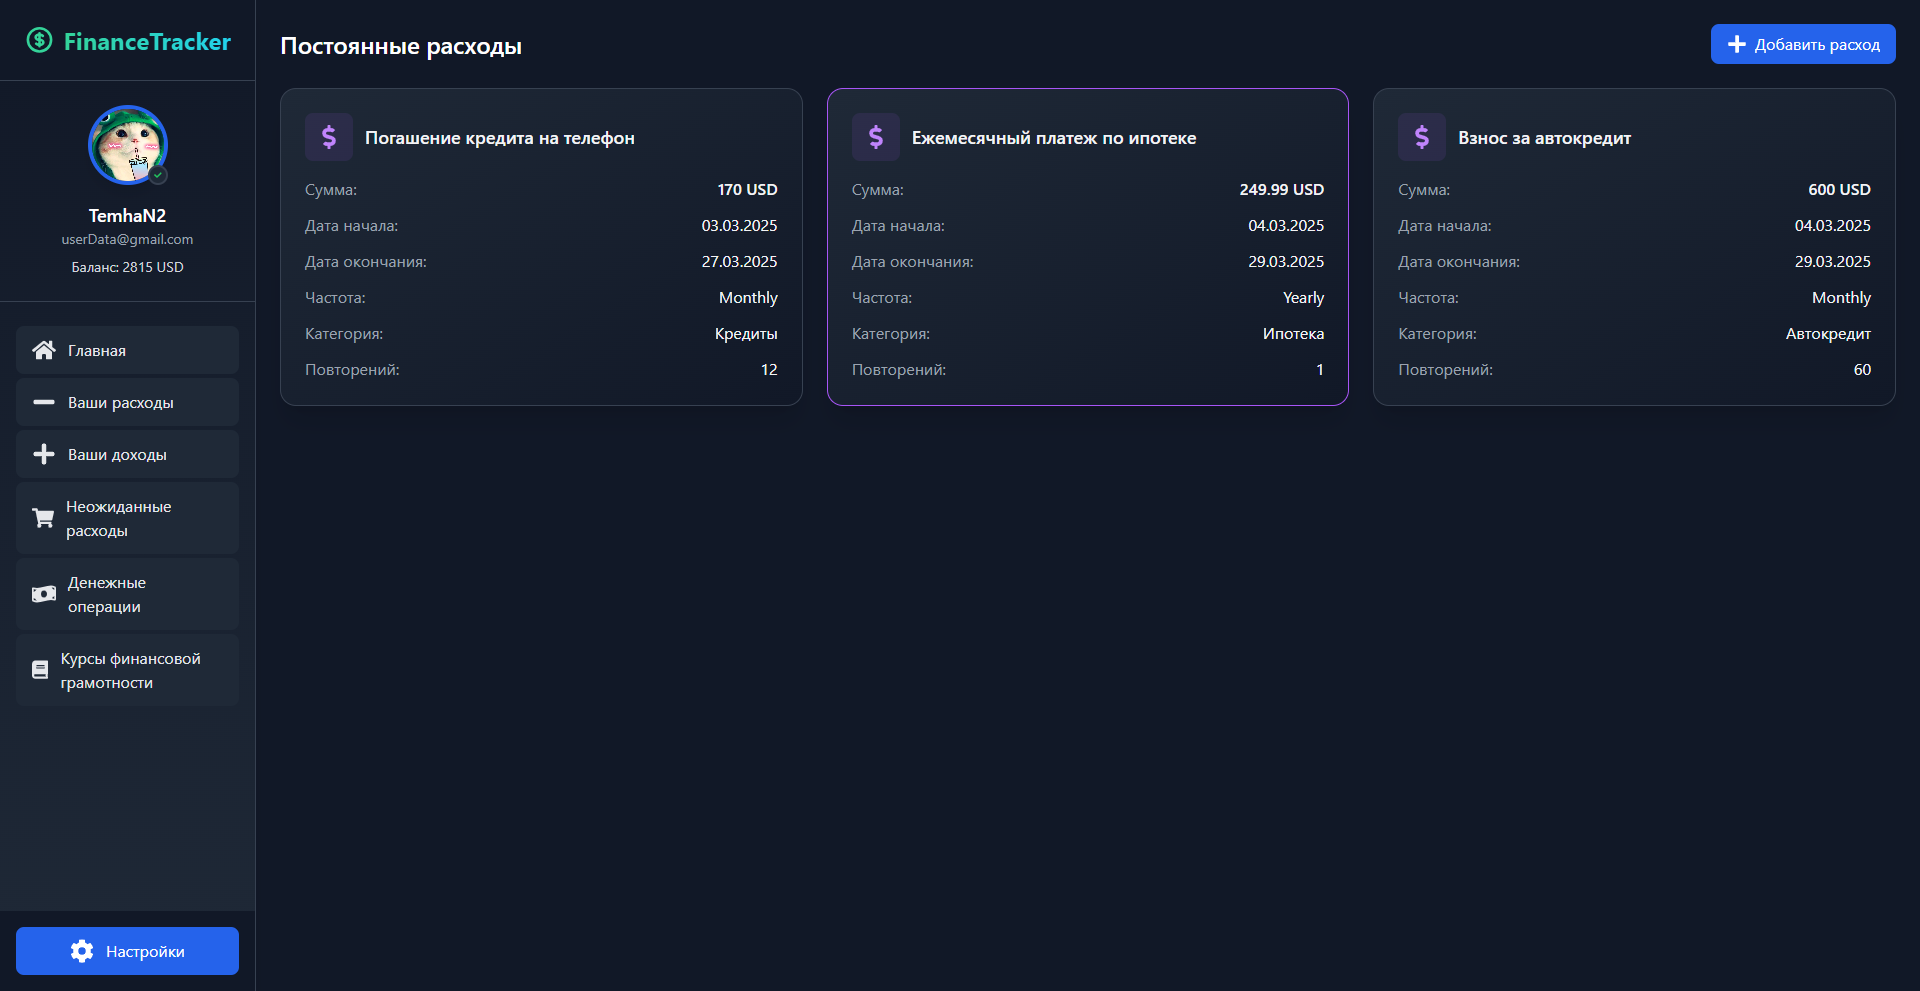 FinanceTracker
TemhaN2
userData@gmail.com
Баланс: 2815 USD
Главная
Ваши расходы
Ваши доходы
Неожиданные
расходы
Денежные
операции
Курсы финансовой
грамотности
Настройки
Постоянные расходы
Добавить расход
Погашение кредита на телефон
Сумма: 170 USD
Дата начала: 03.03.2025
Дата окончания: 27.03.2025
Частота: Monthly
Категория: Кредиты
Повторений: 12
Ежемесячный платеж по ипотеке
Сумма: 249.99 USD
Дата начала: 04.03.2025
Дата окончания: 29.03.2025
Частота: Yearly
Категория: Ипотека
Повторений: 1
Взнос за автокредит
Сумма: 600 USD
Дата начала: 04.03.2025
Дата окончания: 29.03.2025
Частота: Monthly
Категория: Автокредит
Повторений: 60